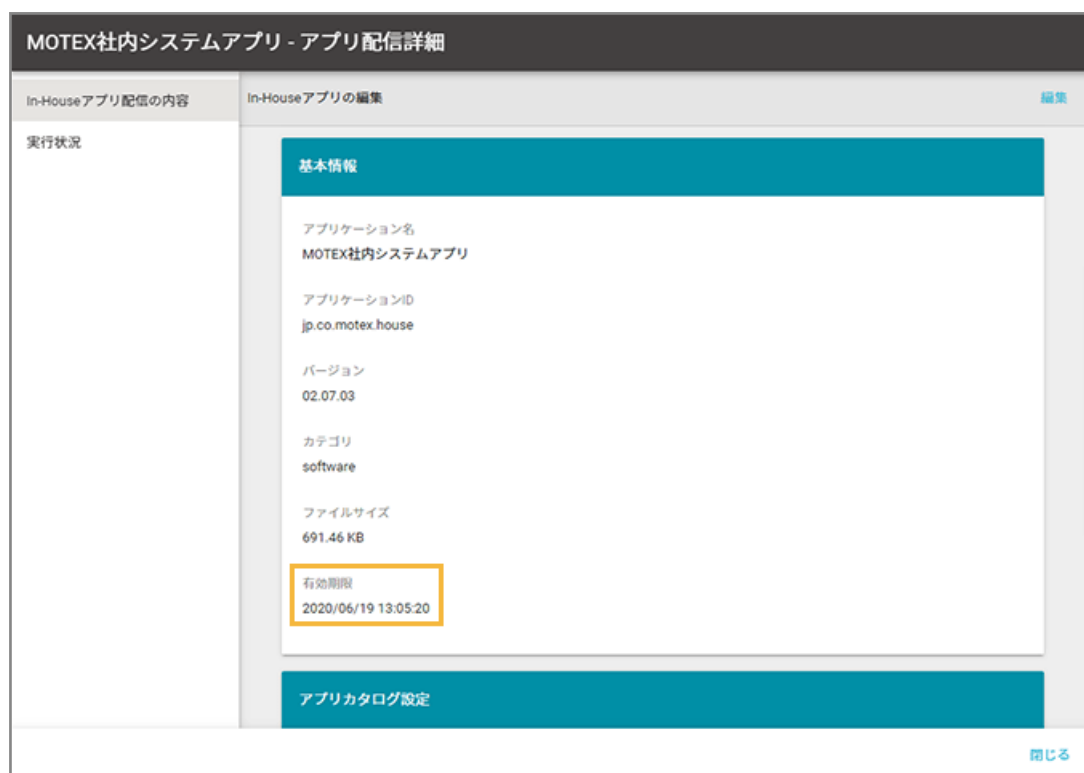 MOTEX社内システムアプリ - アプリ配信詳細
In-Houseアプリ配信の内容
実行状況
In-Houseアプリの編集
編集
基本情報
アプリケーション名
MOTEX社内システムアプリ
アプリケーションID
jp.co.motex.house
バージョン
02.07.03
カテゴリ
software
ファイルサイズ
691.46 KB
有効期限
2020/06/19 13:05:20
アプリカタログ設定
閉じる